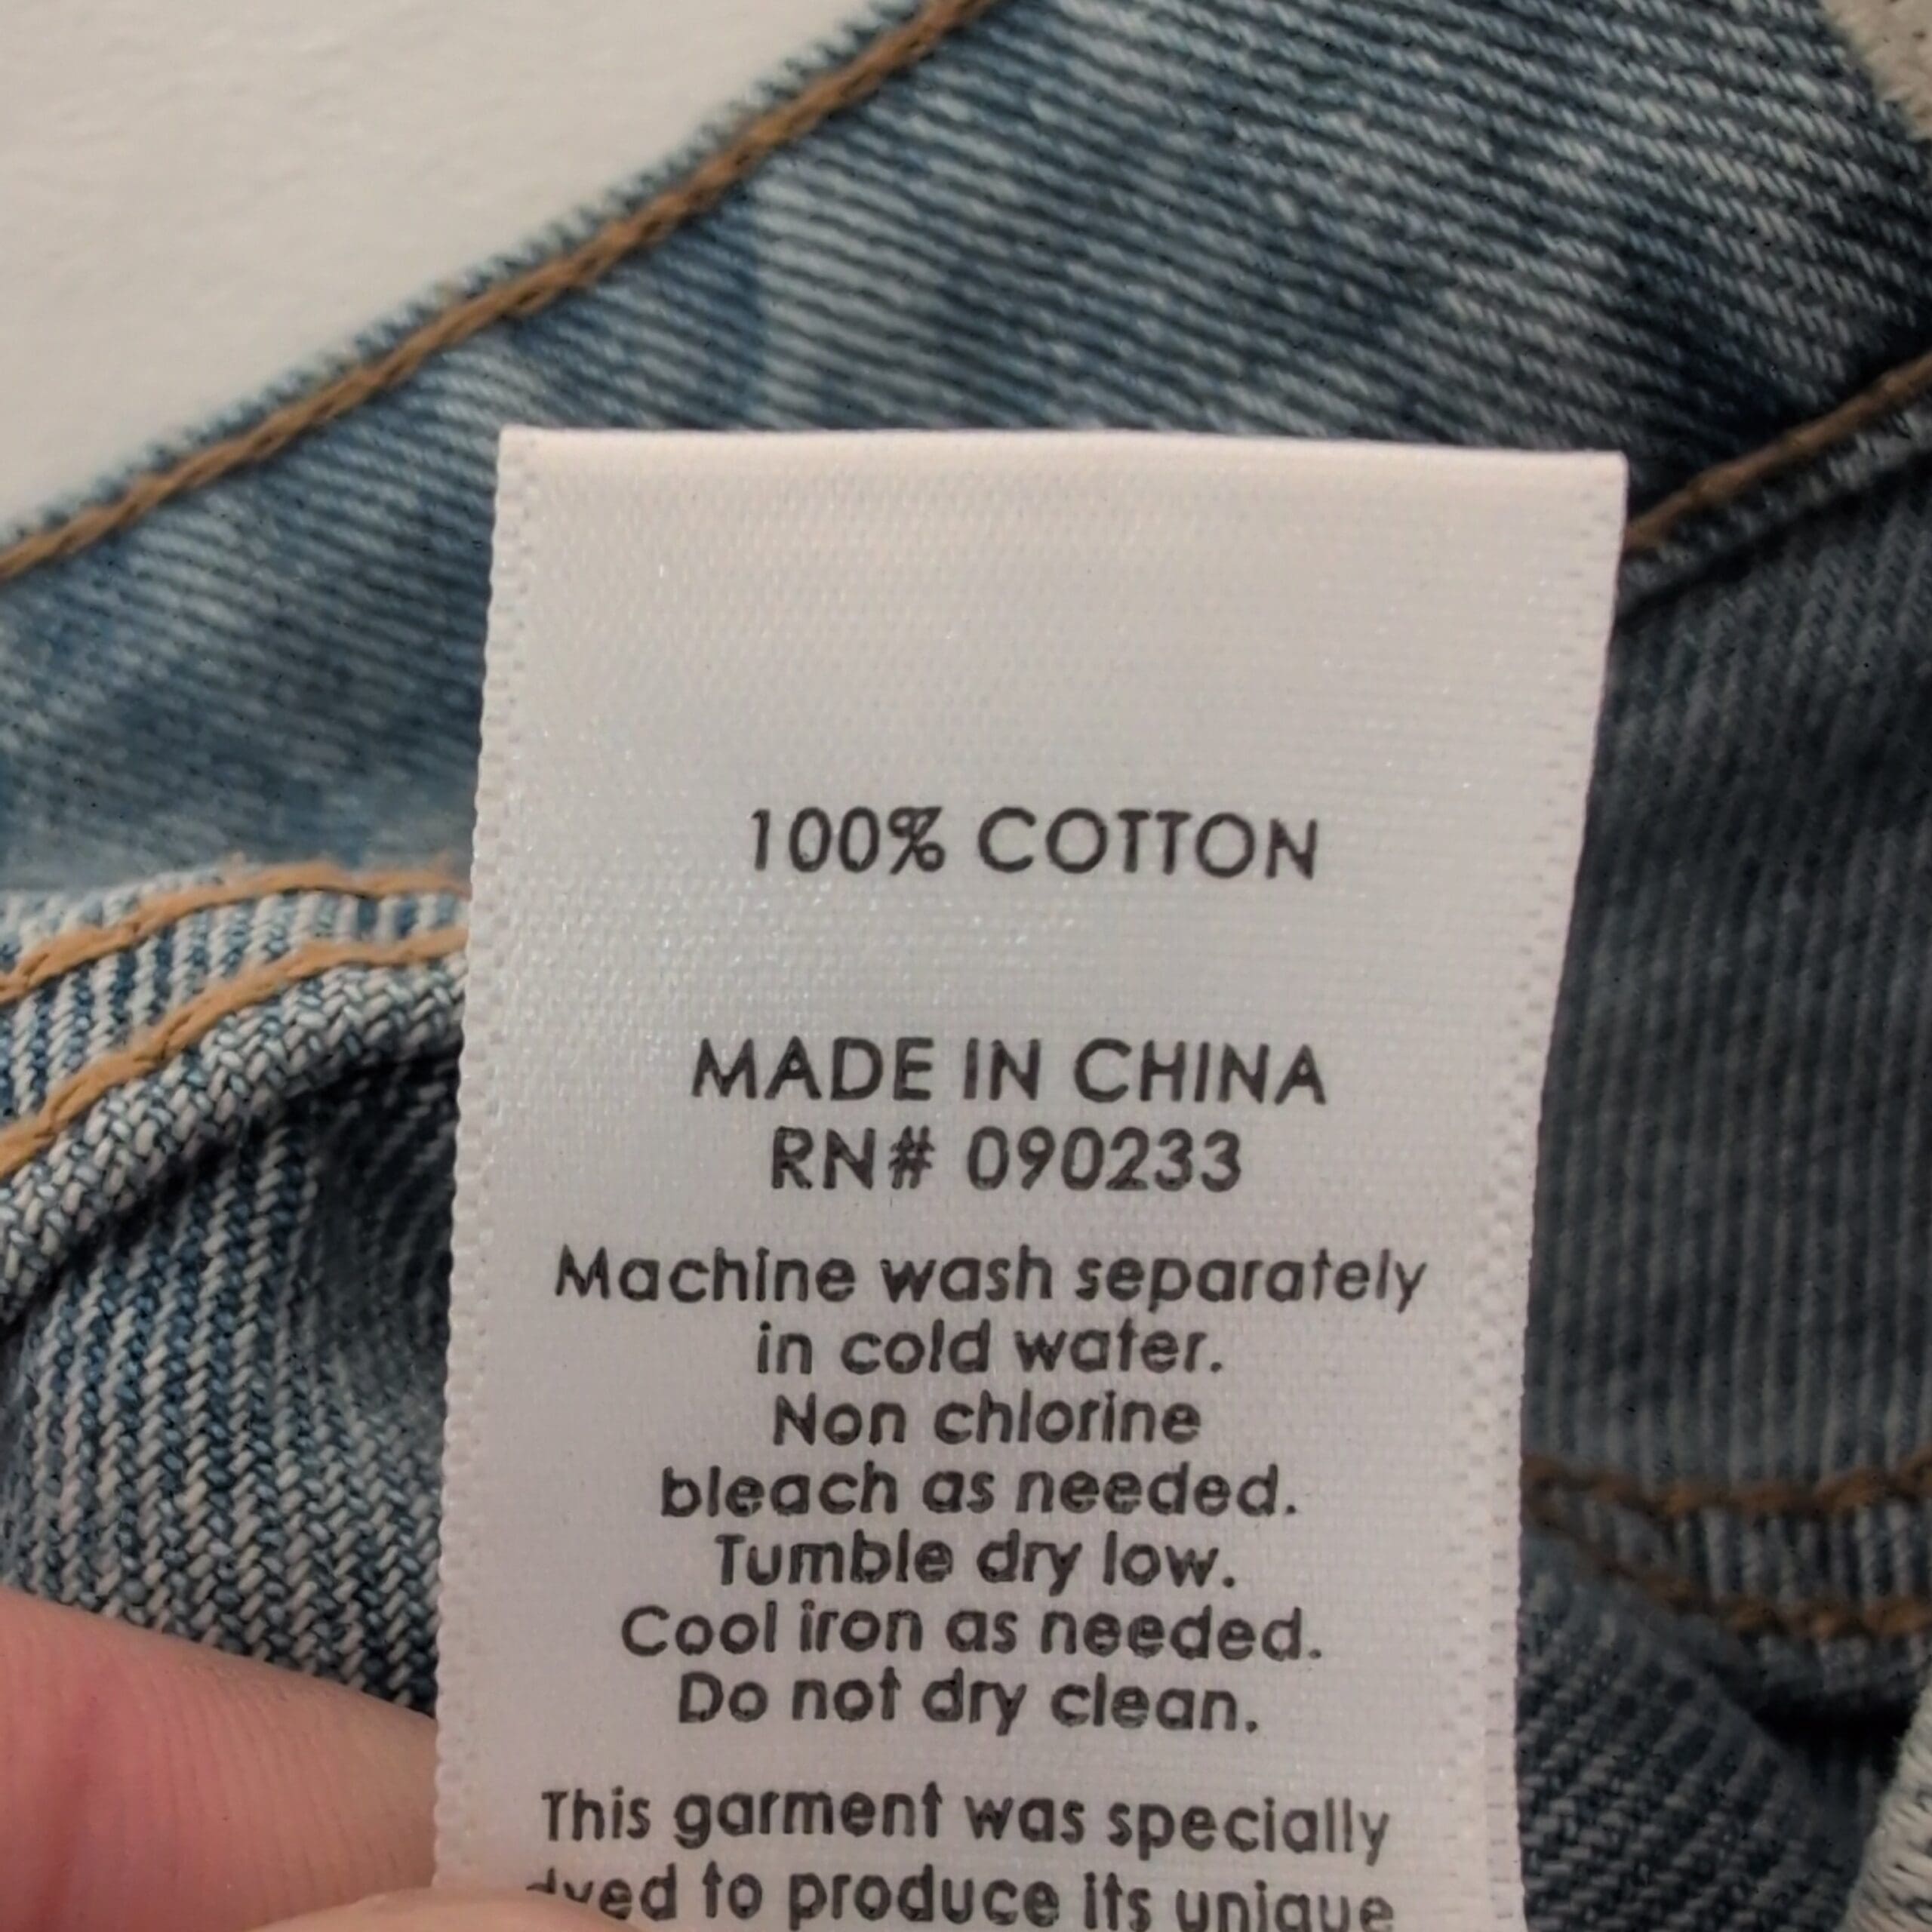 100% COTTON
MADE IN CHINA
RN# 090233
Machine wash separately
in cold water.
Non chlorine
bleach as needed.
Tumble dry low.
Cool iron as needed.
Do not dry clean.
This garment was specially
dyed to produce its unique